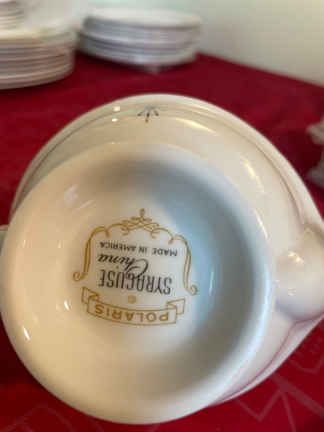 MADE IN AMERICA
China
SYRACUSE
©
POLARIS